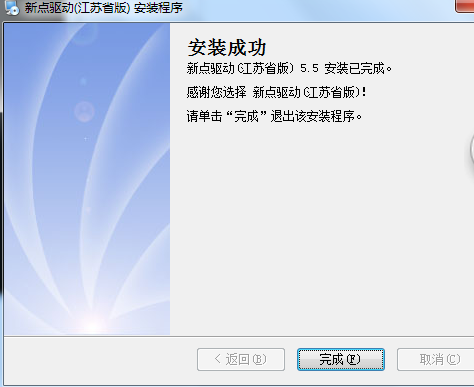 新点驱动(江苏省版) 安装程序
安装成功
新点驱动(江苏省版) 5.5 安装已完成。
感谢您选择 新点驱动(江苏省版)!
请单击“完成”退出该安装程序。
< 返回(B) 完成(F) 取消(C)